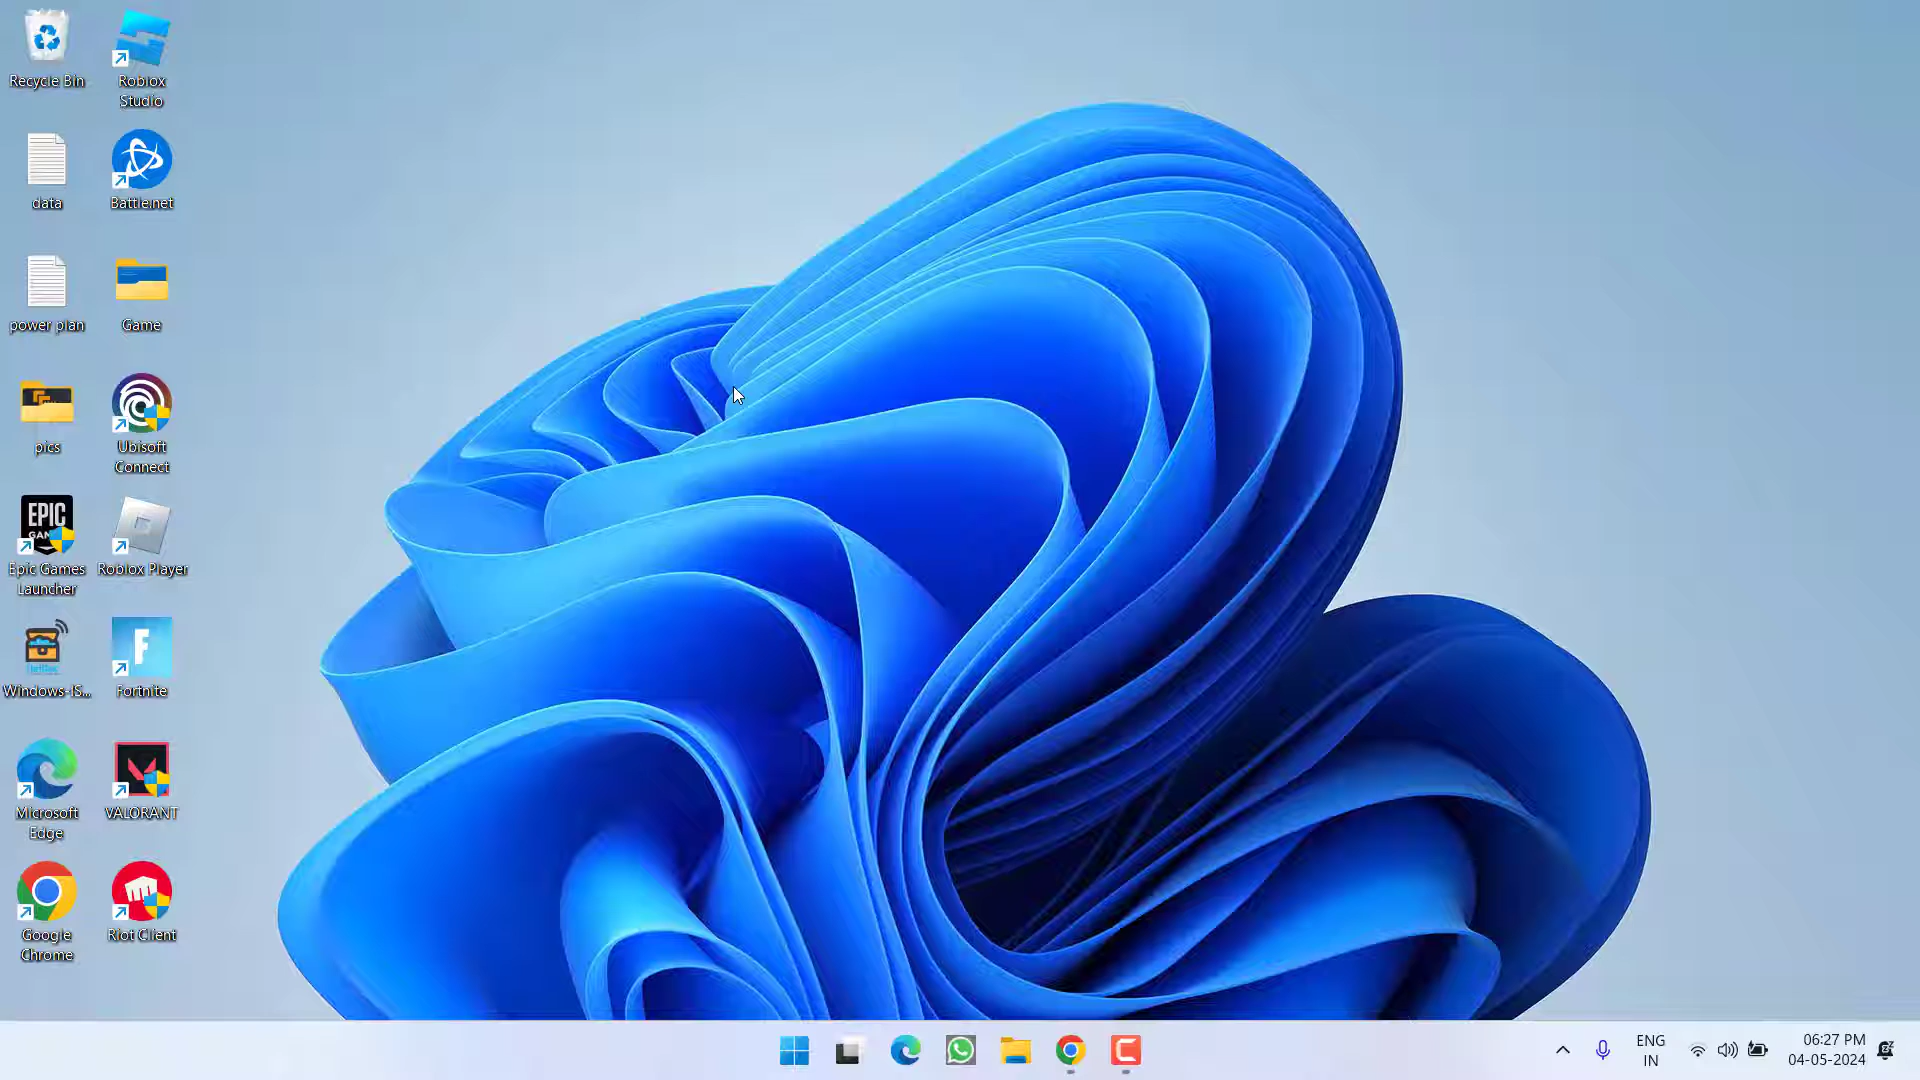 Recycle Bin
Roblox
Studio
data
Battle.net
power plan
Game
pics
Ubisoft
Connect
EPIC
Epic Games
Launcher
Roblox Player
Windows-IS...
F
Fortnite
Microsoft
Edge
VALORANT
Google
Chrome
Riot Client
ENG
IN
06:27 PM
04-05-2024